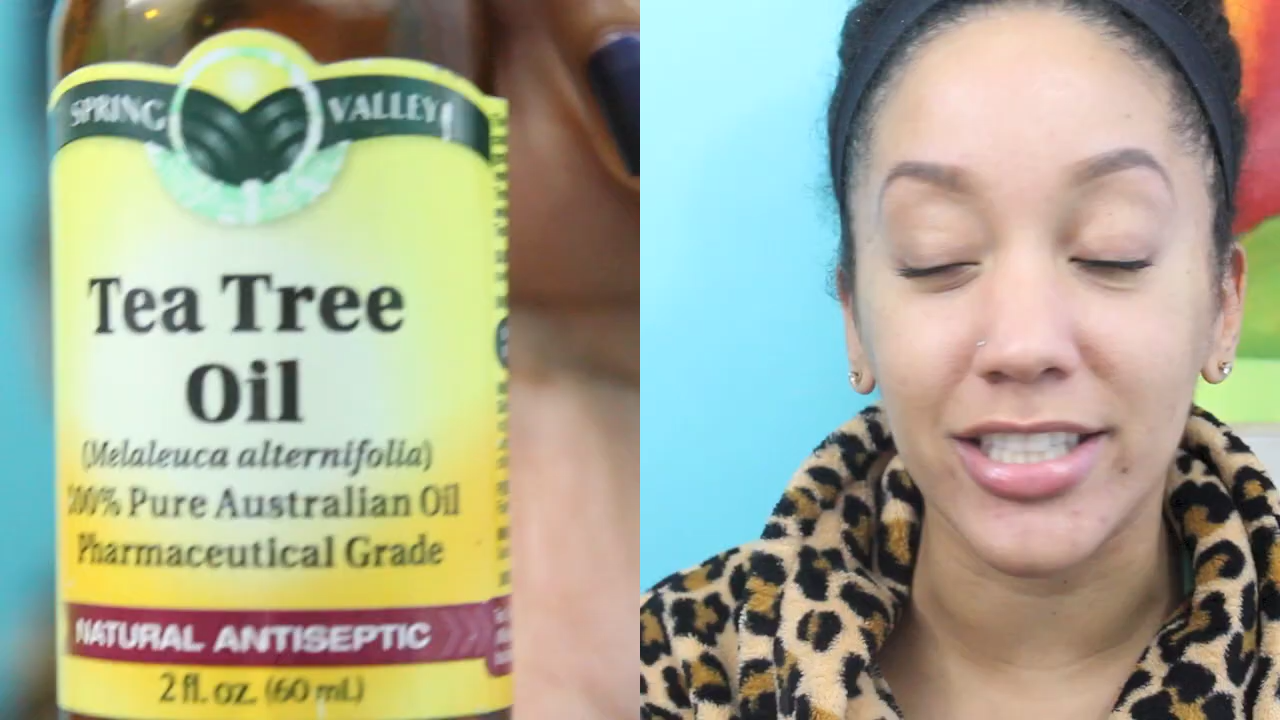 SPRING VALLEY
Tea Tree
Oil
(Melaleuca alternifolia)
100% Pure Australian Oil
Pharmaceutical Grade
NATURAL ANTISEPTIC
2 fl. oz. (60 mL)